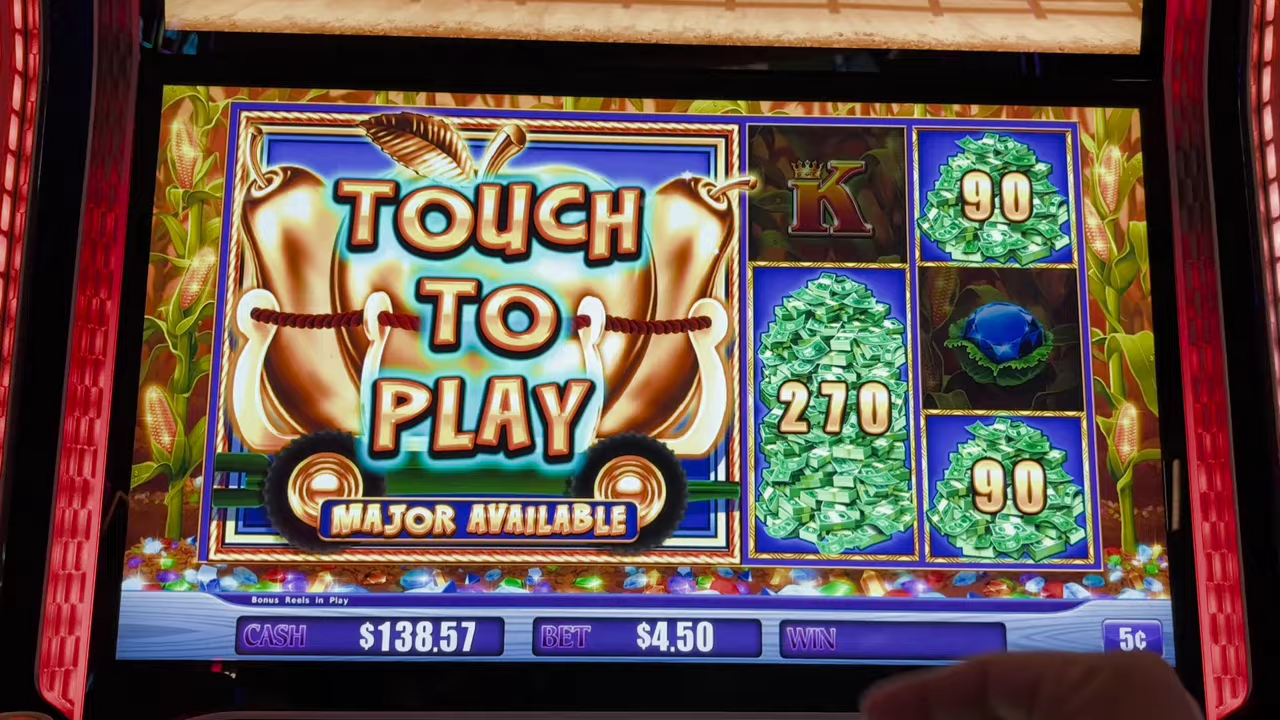 TOUCH
TO
PLAY
MAJOR AVAILABLE
K
90
270
90
Bonus Reels in Play
CASH $138.57
BET $4.50
WIN
5¢